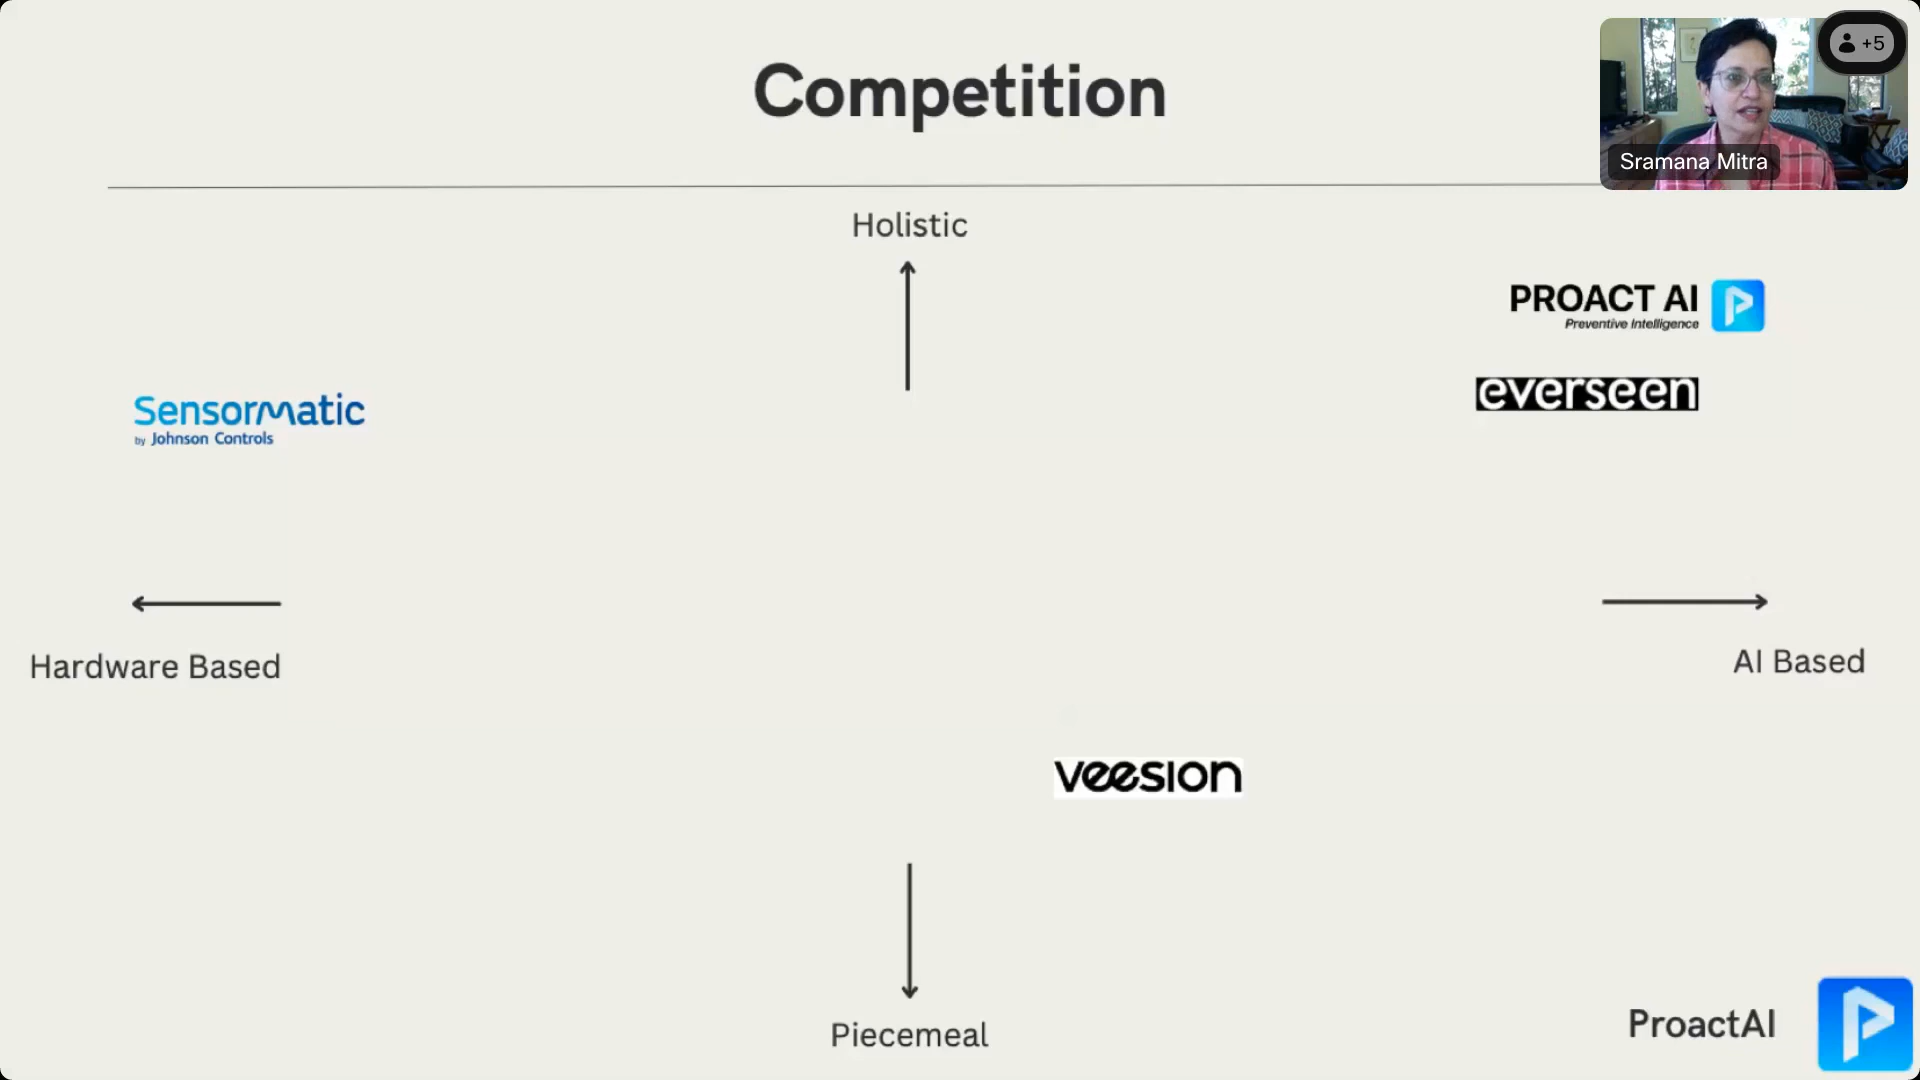 Competition
+5
Sramana Mitra
Holistic
PROACT AI
Preventive Intelligence
everseen
Sensormatic
by Johnson Controls
Hardware Based
AI Based
veesion
Piecemeal
ProactAI